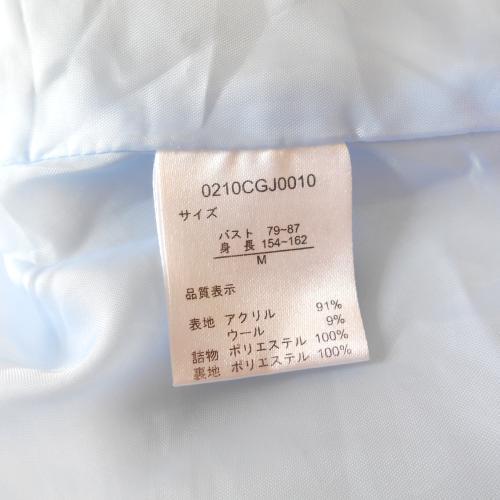 0210CGJ0010
サイズ
バスト 79~87
身長 154~162
M
品質表示
表地 アクリル 91%
ウール 9%
詰物 ポリエステル 100%
裏地 ポリエステル 100%